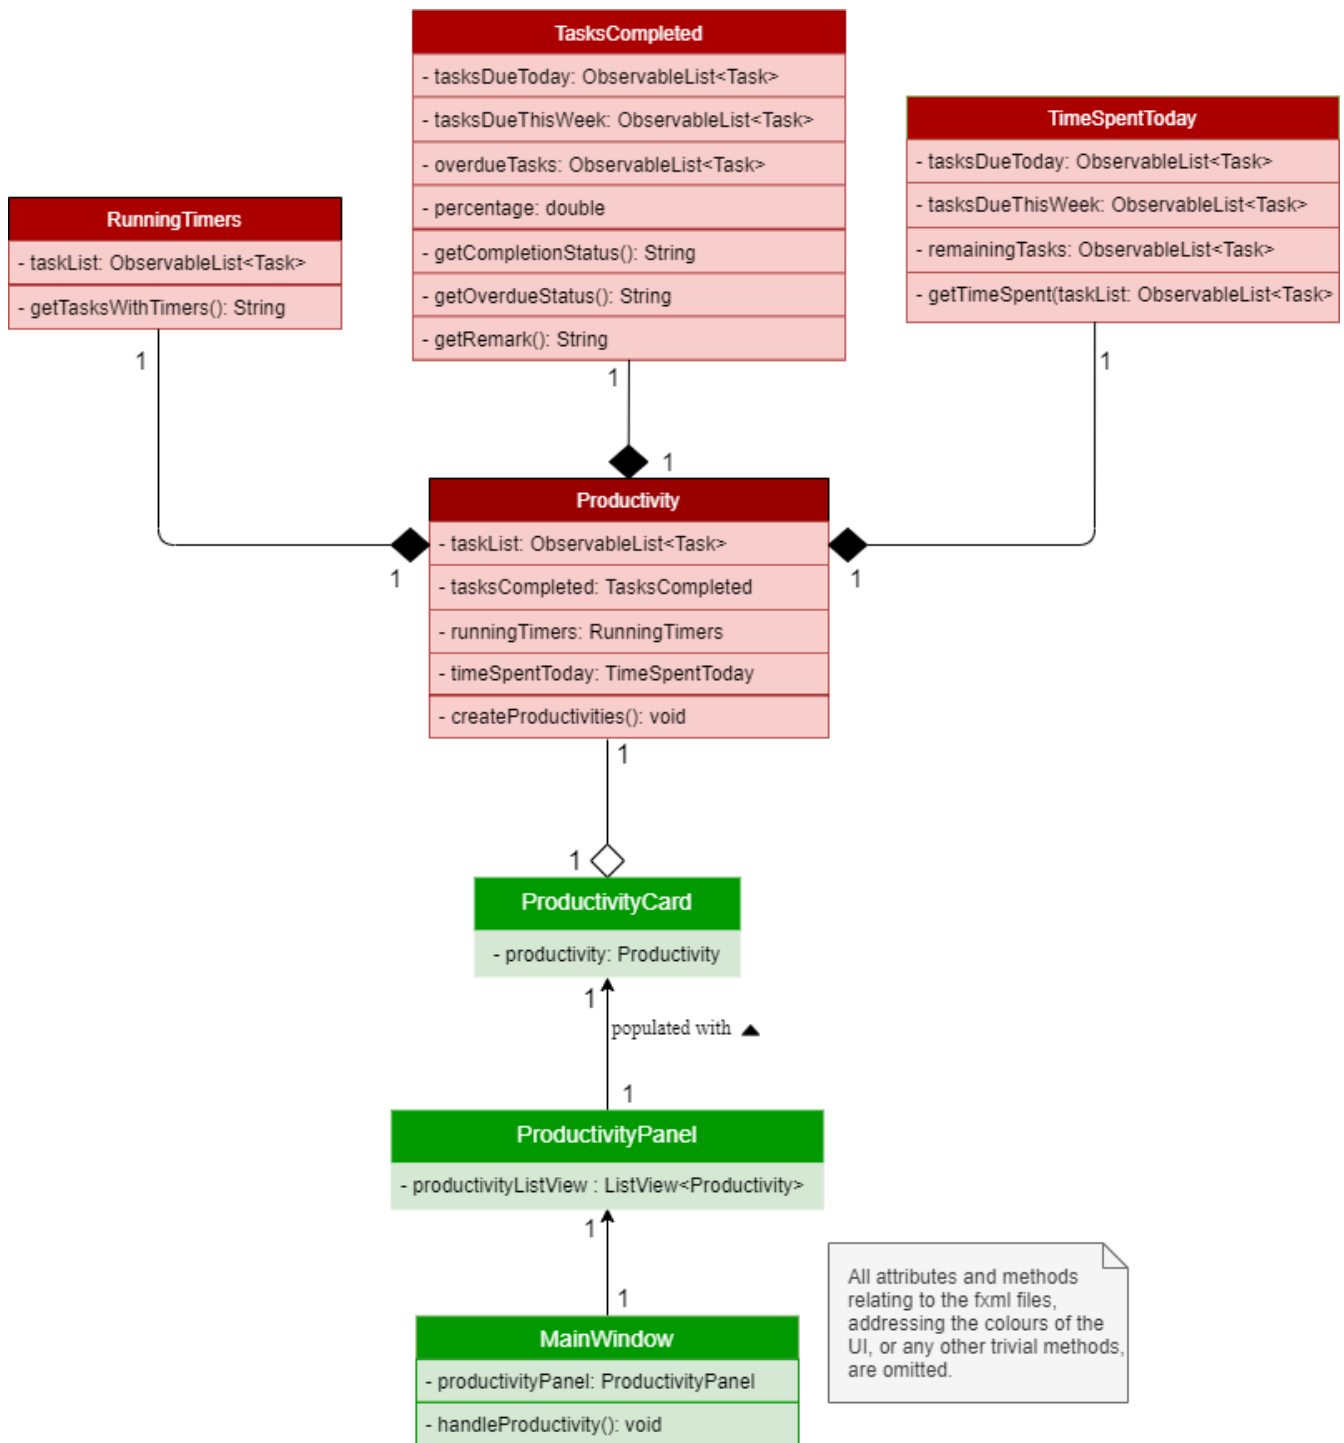 TasksCompleted
- tasksDueToday: ObservableList<Task>
- tasksDueThisWeek: ObservableList<Task>
- overdueTasks: ObservableList<Task>
- percentage: double
- getCompletionStatus(): String
- getOverdueStatus(): String
- getRemark(): String
TimeSpentToday
- tasksDueToday: ObservableList<Task>
- tasksDueThisWeek: ObservableList<Task>
- remainingTasks: ObservableList<Task>
- getTimeSpent(taskList: ObservableList<Task>
RunningTimers
- taskList: ObservableList<Task>
- getTasksWithTimers(): String
1
1
1
1
1
1
Productivity
- taskList: ObservableList<Task>
- tasksCompleted: TasksCompleted
- runningTimers: RunningTimers
- timeSpentToday: TimeSpentToday
- createProductivities(): void
1
1
ProductivityCard
- productivity: Productivity
1
populated with
1
ProductivityPanel
- productivityListView : ListView<Productivity>
1
1
MainWindow
- productivityPanel: ProductivityPanel
- handleProductivity(): void
All attributes and methods
relating to the fxml files,
addressing the colours of the
UI, or any other trivial methods,
are omitted.